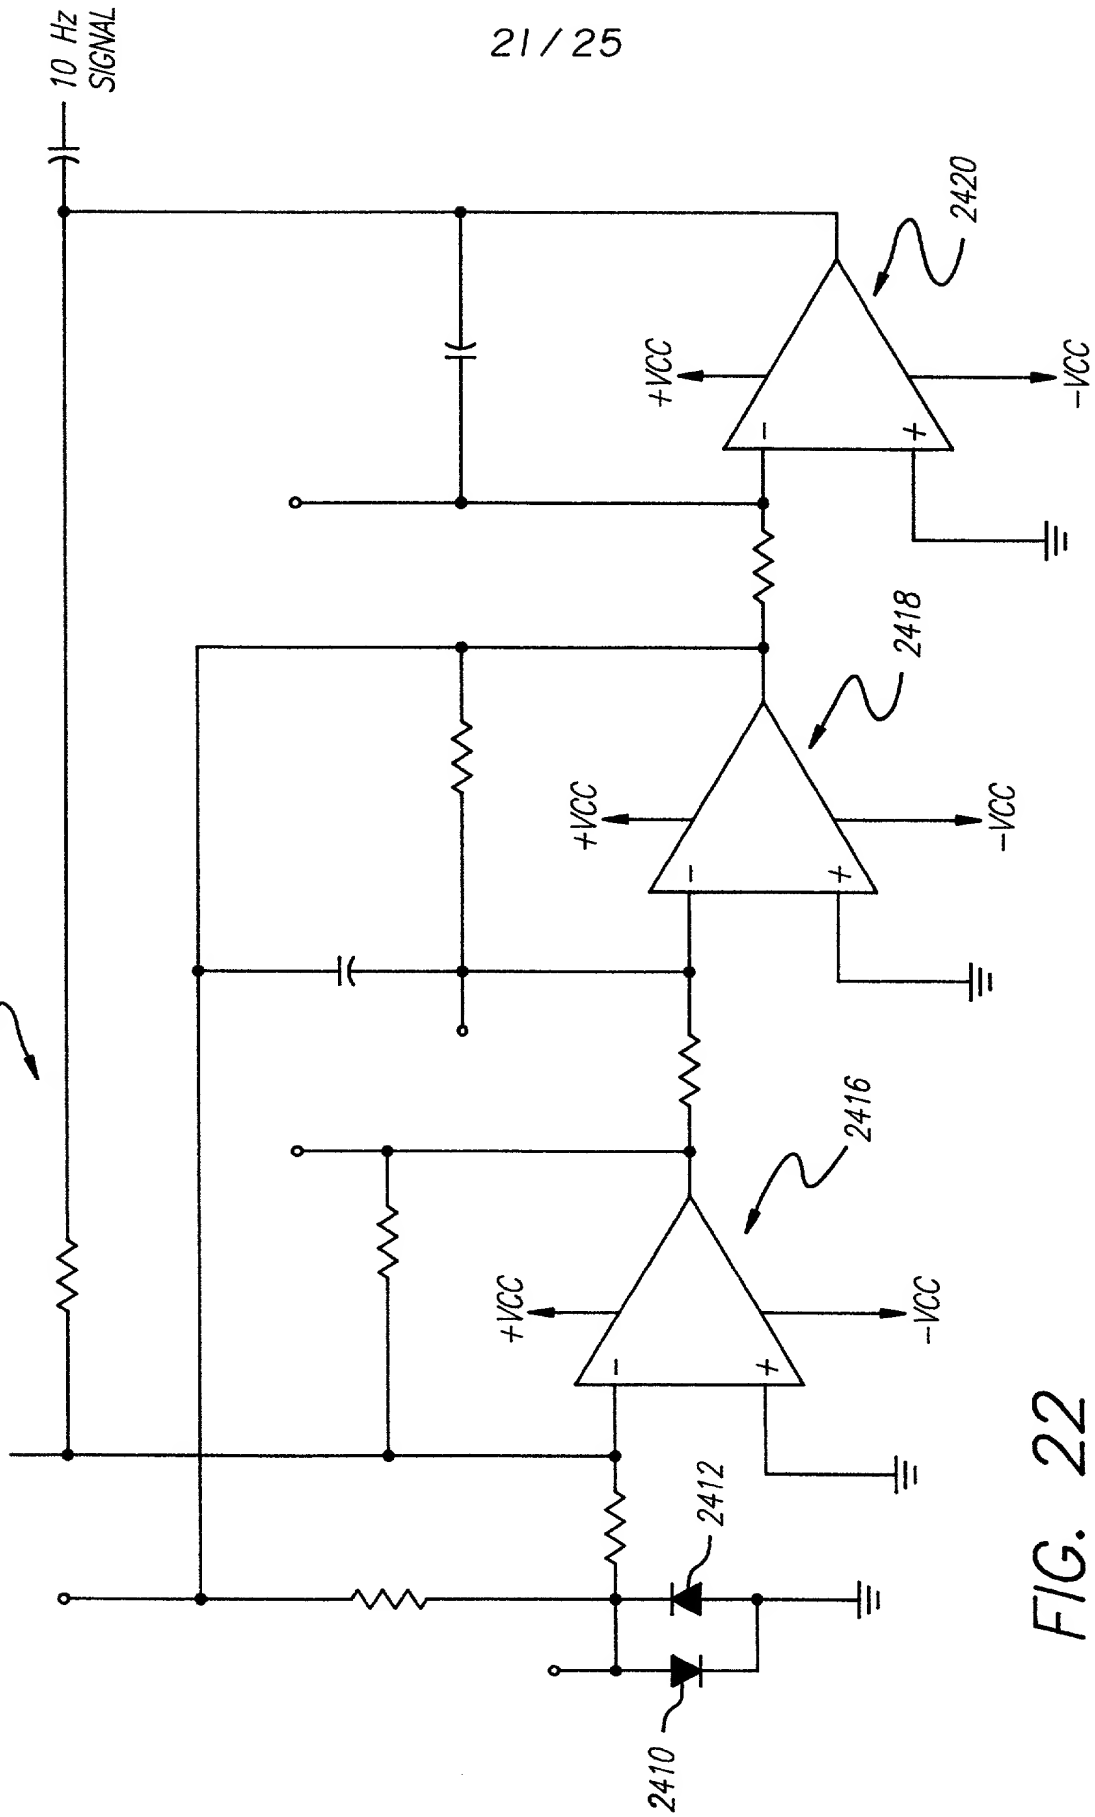 21/25
10 Hz
SIGNAL
+VCC
-VCC
2420
+VCC
-VCC
2418
+VCC
-VCC
2416
2412
2410
-
+
-
+
-
+
FIG. 22